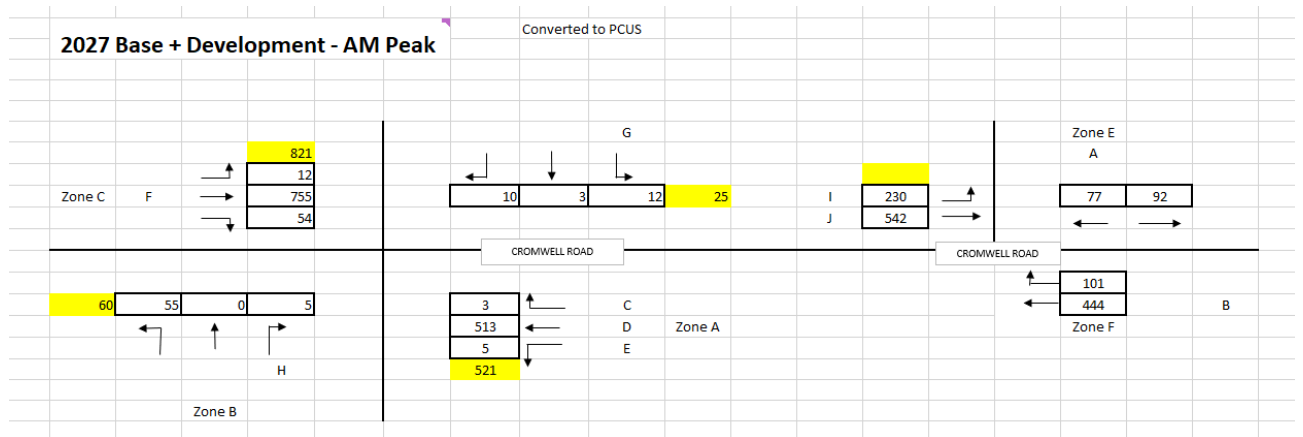 Converted to PCUS
2027 Base + Development - AM Peak
G
Zone E
821
A
12
Zone C F 755 10 3 12 25 I 230 77 92
54 J 542
CROMWELL ROAD
CROMWELL ROAD
101
60 55 0 5 3 C 444 B
513 D Zone A Zone F
5 E
H 521
Zone B